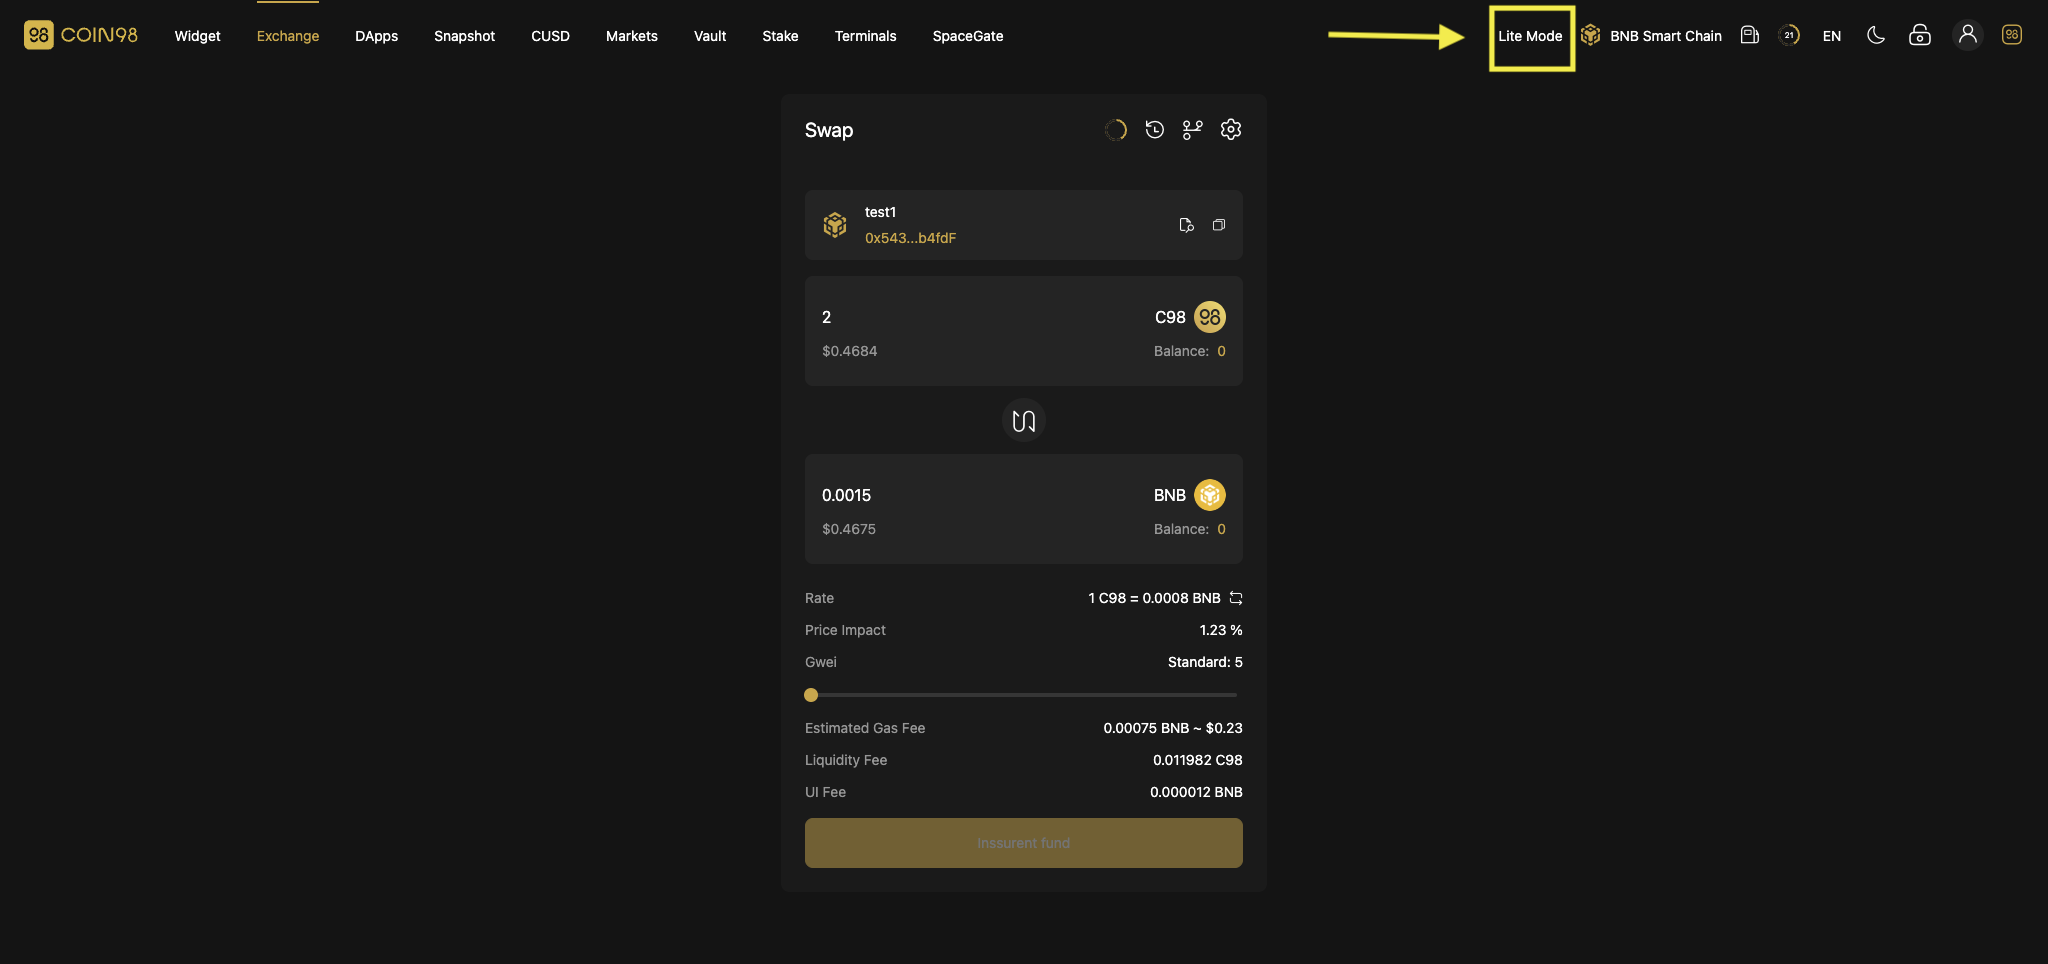 98 COIN98 Widget Exchange DApps Snapshot CUSD Markets Vault Stake Terminals SpaceGate Lite Mode BNB Smart Chain 21 EN 98
Swap
test1
0x543...b4fdF
2 C98 98
$0.4684 Balance: 0
0.0015 BNB
$0.4675 Balance: 0
Rate 1 C98 = 0.0008 BNB
Price Impact 1.23 %
Gwei Standard: 5
Estimated Gas Fee 0.00075 BNB ~ $0.23
Liquidity Fee 0.011982 C98
UI Fee 0.000012 BNB
Inssurent fund